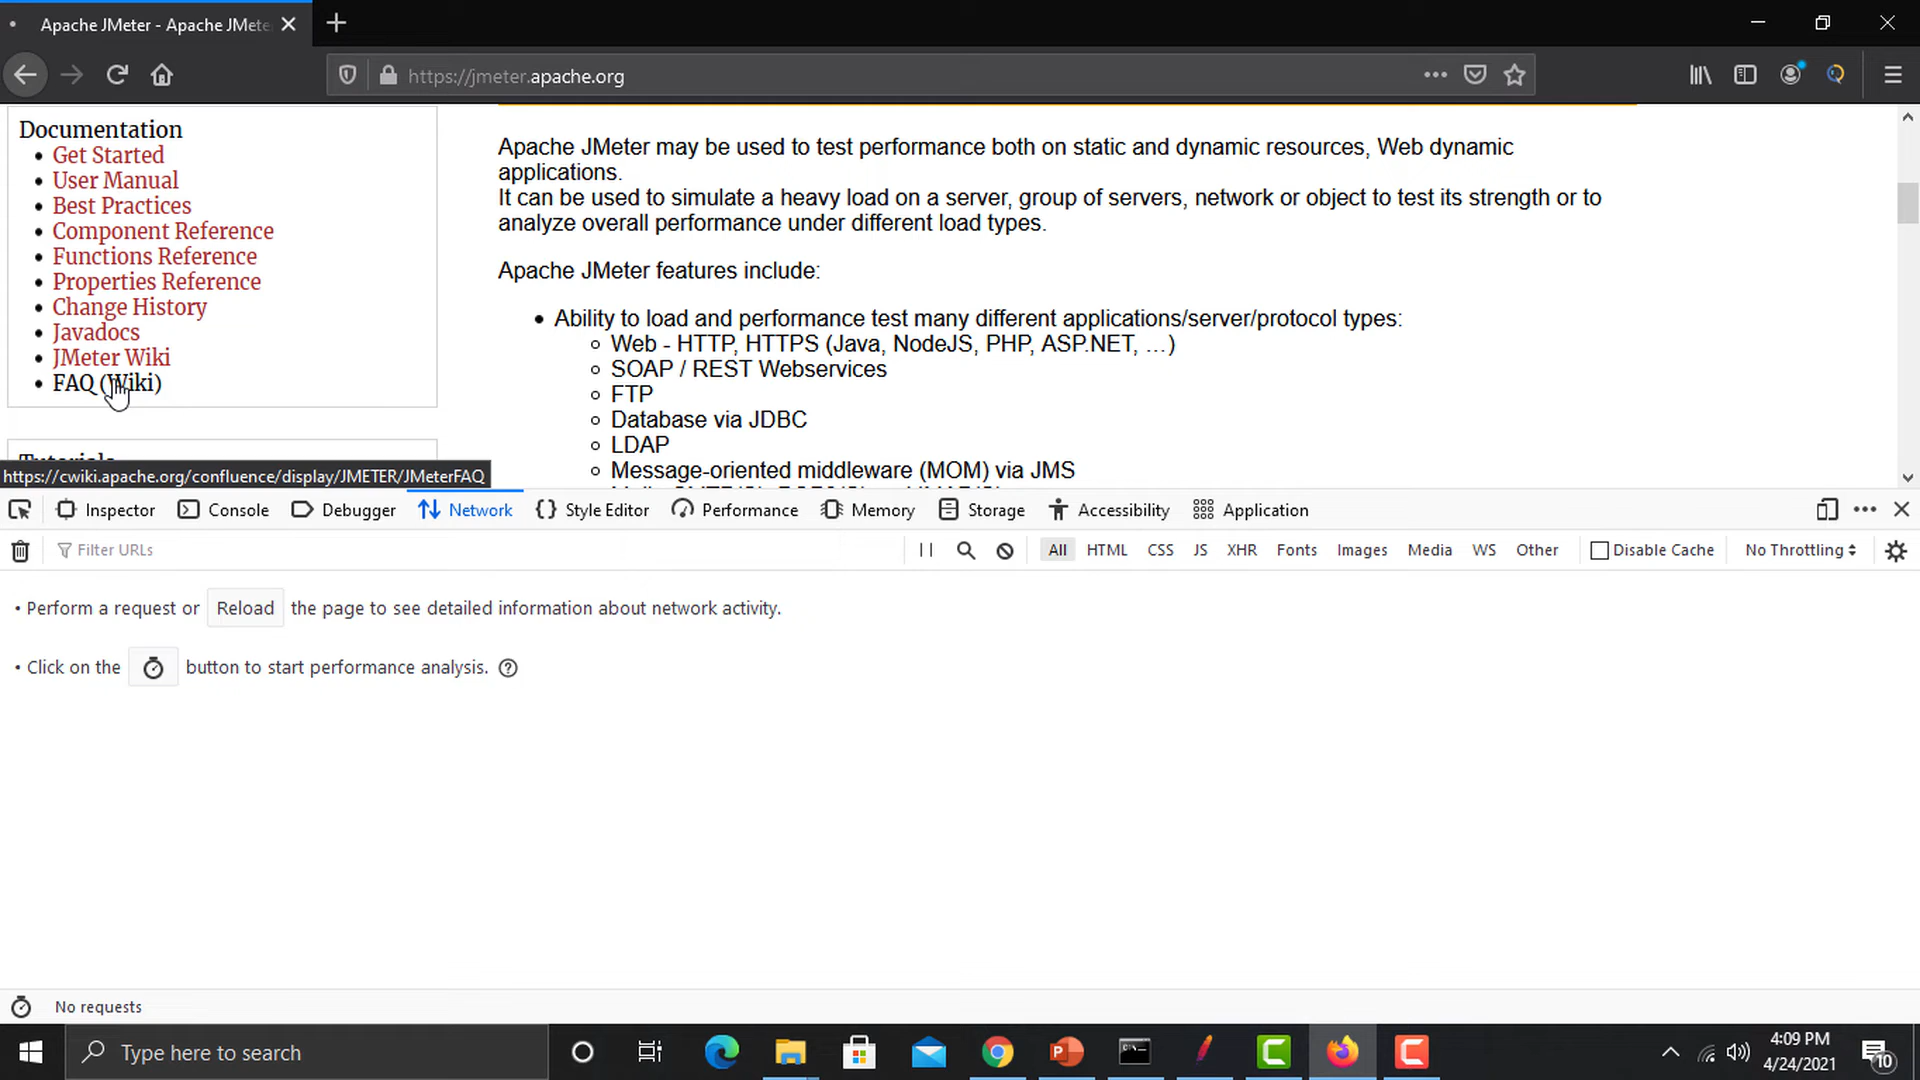 Apache JMeter - Apache JMete
https://jmeter.apache.org
Documentation
Get Started
User Manual
Best Practices
Component Reference
Functions Reference
Properties Reference
Change History
Javadocs
JMeter Wiki
FAQ (Wiki)
Tutorials
https://cwiki.apache.org/confluence/display/JMETER/JMeterFAQ
Apache JMeter may be used to test performance both on static and dynamic resources, Web dynamic
applications.
It can be used to simulate a heavy load on a server, group of servers, network or object to test its strength or to
analyze overall performance under different load types.
Apache JMeter features include:
Ability to load and performance test many different applications/server/protocol types:
Web - HTTP, HTTPS (Java, NodeJS, PHP, ASP.NET, …)
SOAP / REST Webservices
FTP
Database via JDBC
LDAP
Message-oriented middleware (MOM) via JMS
Inspector Console Debugger Network Style Editor Performance Memory Storage Accessibility Application
Filter URLs All HTML CSS JS XHR Fonts Images Media WS Other Disable Cache No Throttling
• Perform a request or Reload the page to see detailed information about network activity.
• Click on the button to start performance analysis.
No requests
Type here to search
4:09 PM
4/24/2021
10